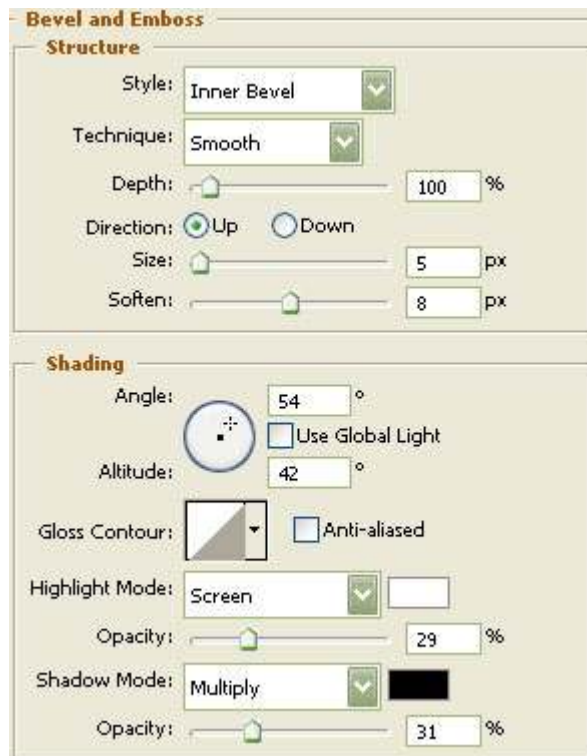 Bevel and Emboss
Structure
Style: Inner Bevel
Technique: Smooth
Depth: 100 %
Direction: Up Down
Size: 5 px
Soften: 8 px
Shading
Angle: 54 °
Use Global Light
Altitude: 42 °
Gloss Contour: Anti-aliased
Highlight Mode: Screen
Opacity: 29 %
Shadow Mode: Multiply
Opacity: 31 %